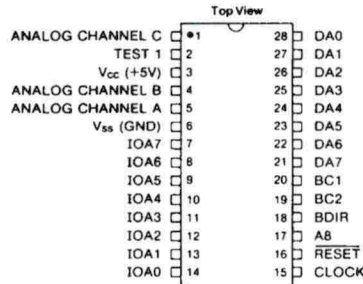 Top View
ANALOG CHANNEL C 1 28 DA0
TEST 1 2 27 DA1
Vcc (+5V) 3 26 DA2
ANALOG CHANNEL B 4 25 DA3
ANALOG CHANNEL A 5 24 DA4
Vss (GND) 6 23 DA5
IOA7 7 22 DA6
IOA6 8 21 DA7
IOA5 9 20 BC1
IOA4 10 19 BC2
IOA3 11 18 BDIR
IOA2 12 17 A8
IOA1 13 16 RESET
IOA0 14 15 CLOCK